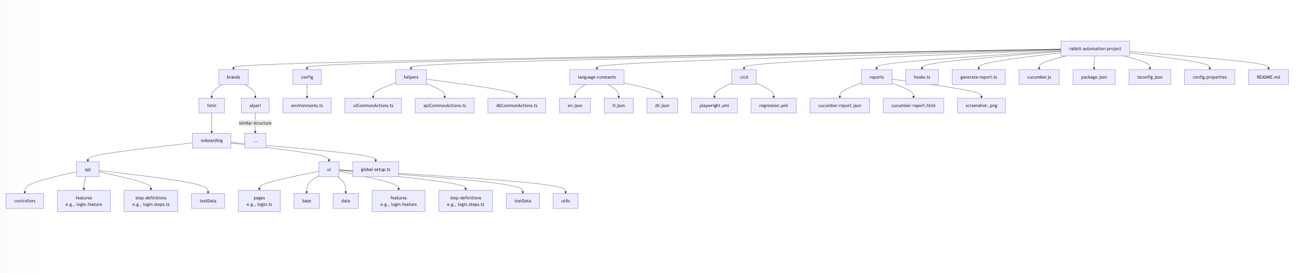 rabbit-automation-project
brands
config
helpers
language-constants
cicd
reports
hooks.ts
generate-report.ts
cucumber.js
package.json
tsconfig.json
config.properties
README.md
fxtm
alpari
environments.ts
uiCommonActions.ts
apiCommonActions.ts
dbCommonActions.ts
en.json
fr.json
zh.json
playwright.yml
regression.yml
cucumber-report.json
cucumber-report.html
screenshot-.png
similar structure
onboarding
...
api
ui
global-setup.ts
controllers
features
e.g., login.feature
step-definitions
e.g., login.steps.ts
testData
pages
e.g., login.ts
base
data
features
e.g., login.feature
step-definitions
e.g., login.steps.ts
testData
utils